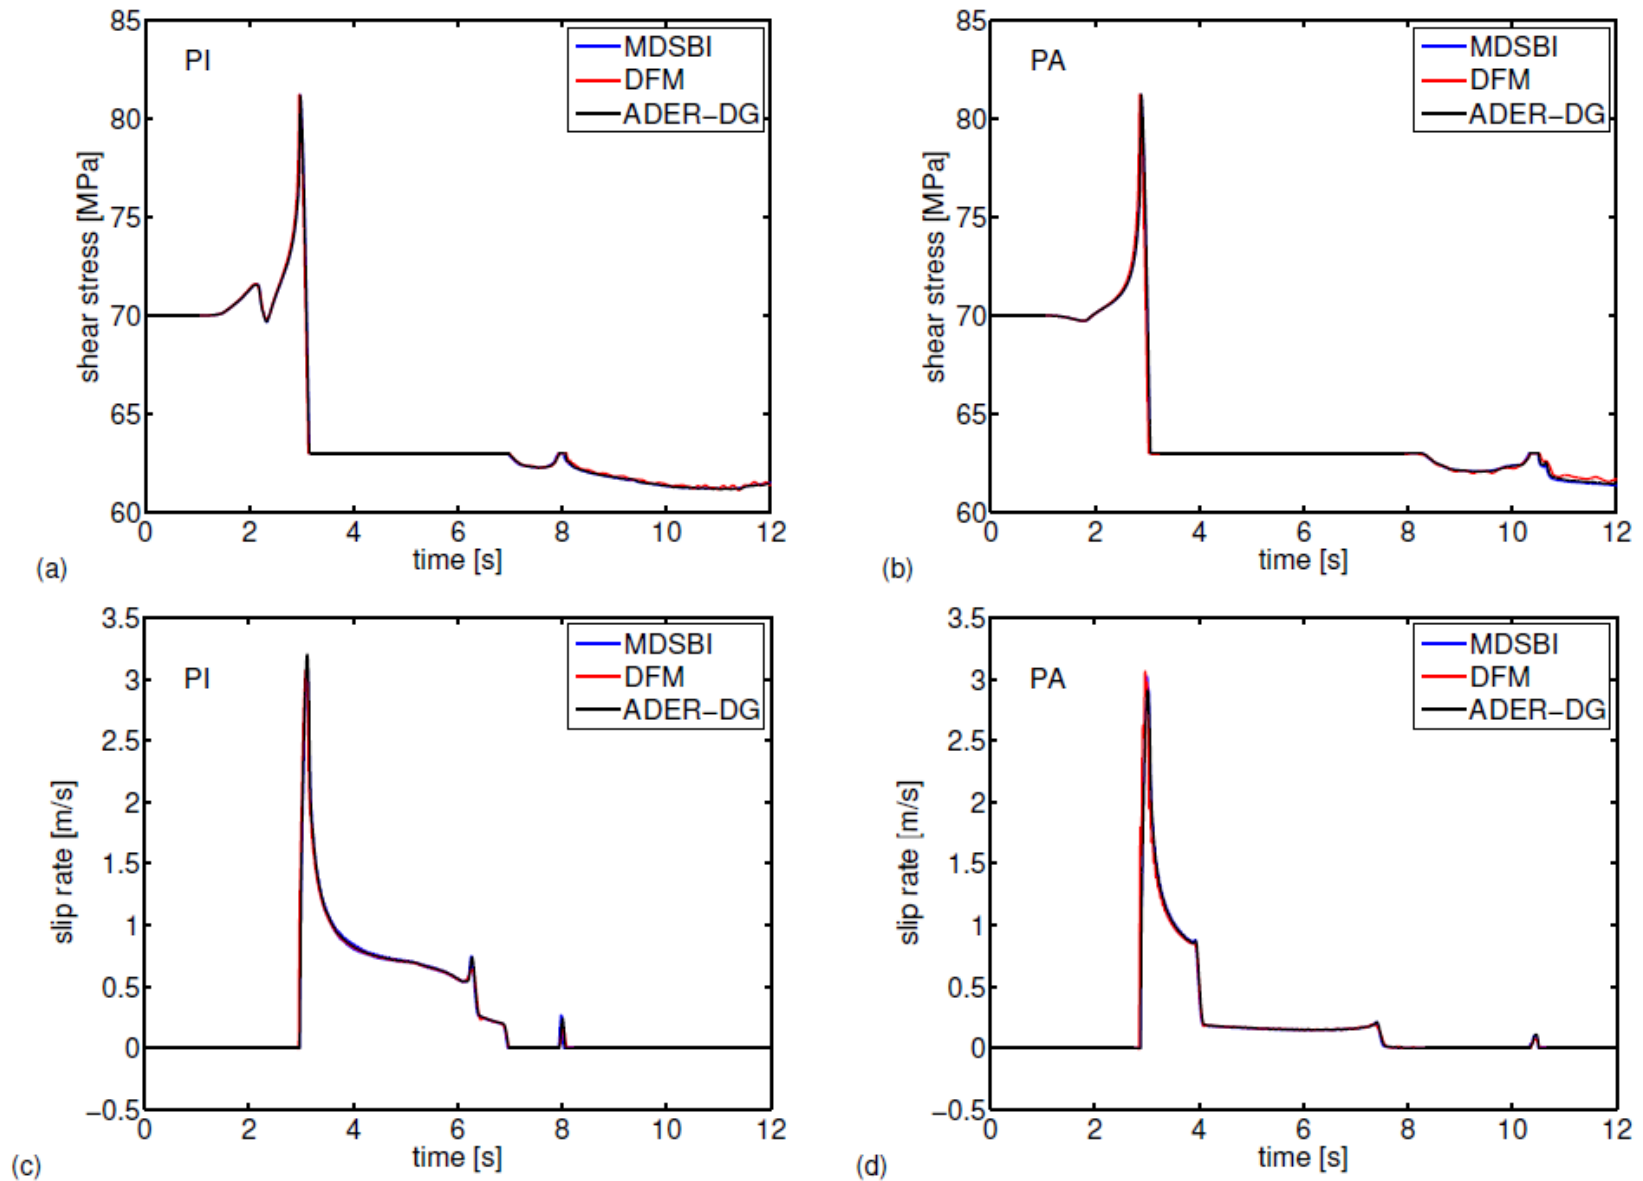 85
80
75
70
65
60
shear stress [MPa]
PI
MDSBI
DFM
ADER−DG
0 2 4 6 8 10 12
time [s]
(a)
85
80
75
70
65
60
shear stress [MPa]
PA
MDSBI
DFM
ADER−DG
0 2 4 6 8 10 12
time [s]
(b)
3.5
3
2.5
2
1.5
1
0.5
0
−0.5
slip rate [m/s]
PI
MDSBI
DFM
ADER−DG
0 2 4 6 8 10 12
time [s]
(c)
3.5
3
2.5
2
1.5
1
0.5
0
−0.5
slip rate [m/s]
PA
MDSBI
DFM
ADER−DG
0 2 4 6 8 10 12
time [s]
(d)